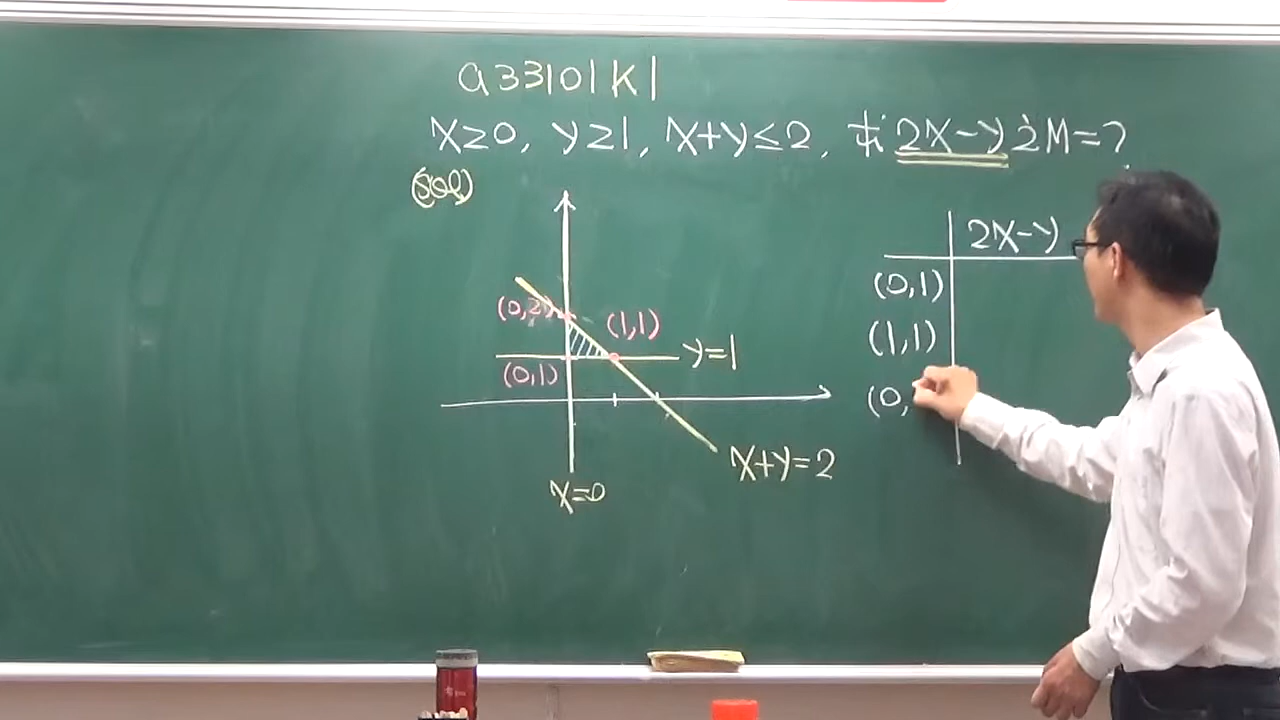 a33101k1
x≥0, y≥1, x+y≤2, 求 2x-y 之M=?
(sol)
2x-y
(0,1)
(0,2)
(1,1)
(1,1)
y=1
(0,1)
(0,
x+y=2
x=0